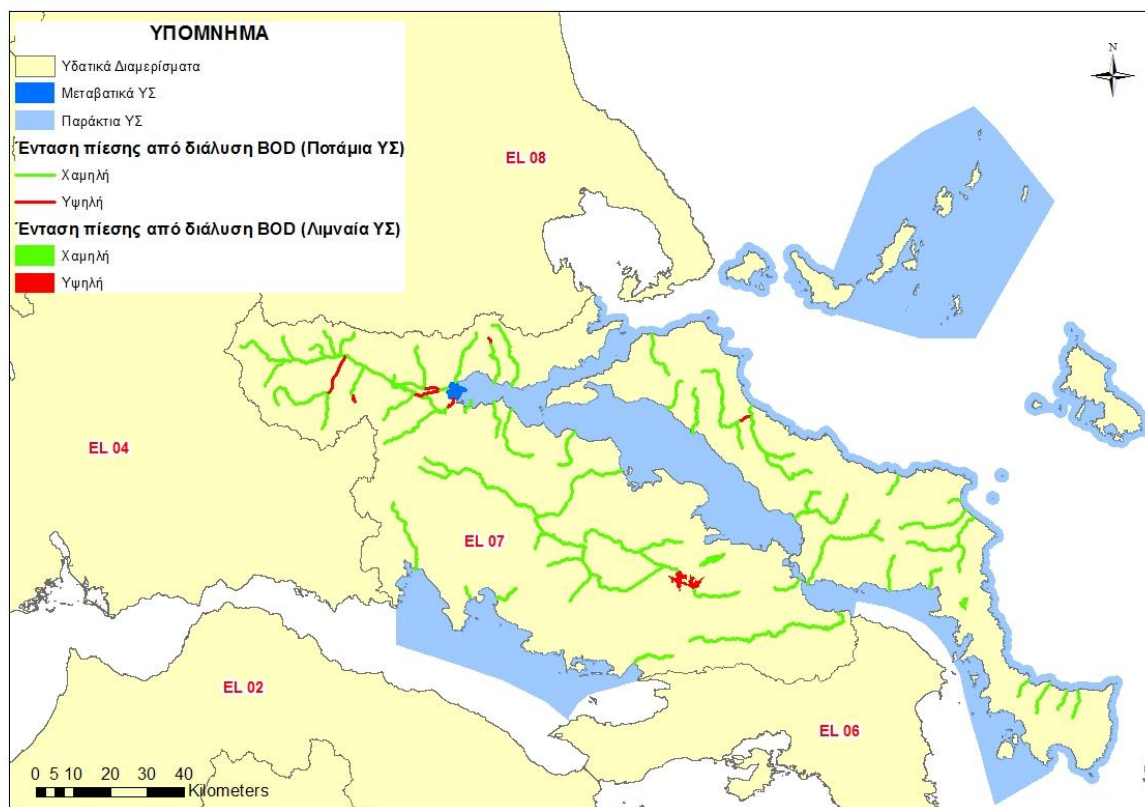 ΥΠΟΜΝΗΜΑ
Υδατικά Διαμερίσματα
Μεταβατικά ΥΣ
Παράκτια ΥΣ
Ένταση πίεσης από διάλυση BOD (Ποτάμια ΥΣ)
Χαμηλή
Υψηλή
Ένταση πίεσης από διάλυση BOD (Λιμναία ΥΣ)
Χαμηλή
Υψηλή
N
EL 08
EL 04
EL 07
EL 02
EL 06
0 5 10 20 30 40
Kilometers